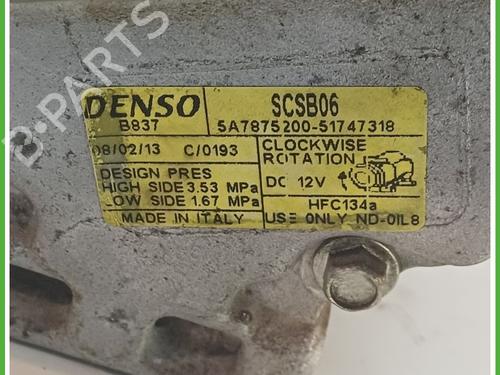 B-PARTS
DENSO
SCSB06
B837
5A7875200-51747318
08/02/13 C/0193
CLOCKWISE
ROTATION
DESIGN PRES
HIGH SIDE 3.53 MPa
LOW SIDE 1.67 MPa
DC 12V
HFC134a
MADE IN ITALY
USE ONLY ND-OIL8